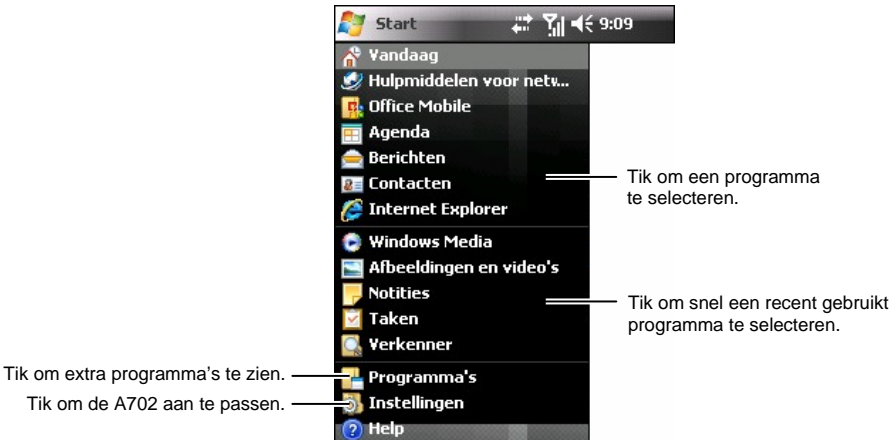 Start 9:09
Vandaag
Hulpmiddelen voor netv...
Office Mobile
Agenda
Berichten
Contacten
Internet Explorer
Tik om een programma
te selecteren.
Windows Media
Afbeeldingen en video's
Notities
Taken
Verkenner
Tik om snel een recent gebruikt
programma te selecteren.
Tik om extra programma's te zien.
Programma's
Tik om de A702 aan te passen.
Instellingen
Help